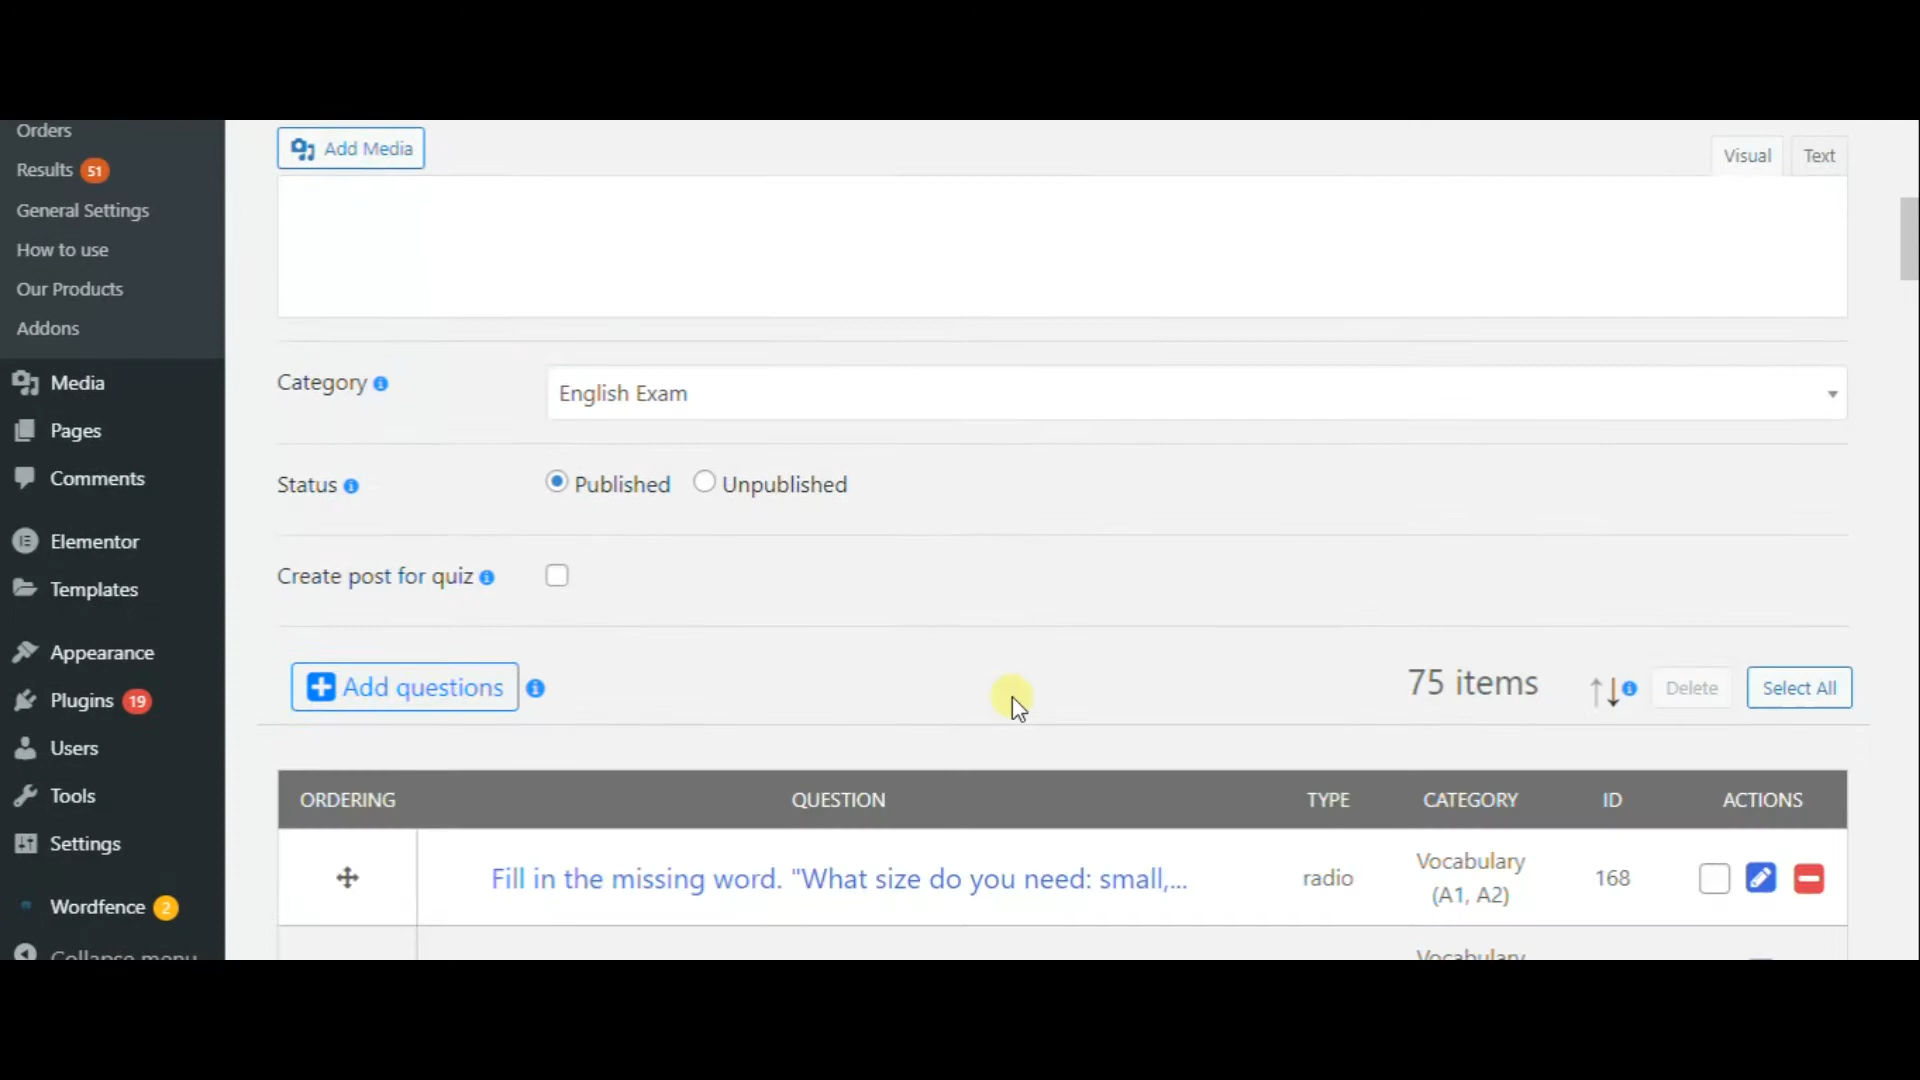 Orders
Results 51
General Settings
How to use
Our Products
Addons
Media
Pages
Comments
Elementor
Templates
Appearance
Plugins 19
Users
Tools
Settings
Wordfence 2
Collapse menu
Add Media
Visual Text
Category
English Exam
Status
Published Unpublished
Create post for quiz
Add questions
75 items
Delete Select All
ORDERING QUESTION TYPE CATEGORY ID ACTIONS
Fill in the missing word. "What size do you need: small,... radio Vocabulary (A1, A2) 168
Vocabulary